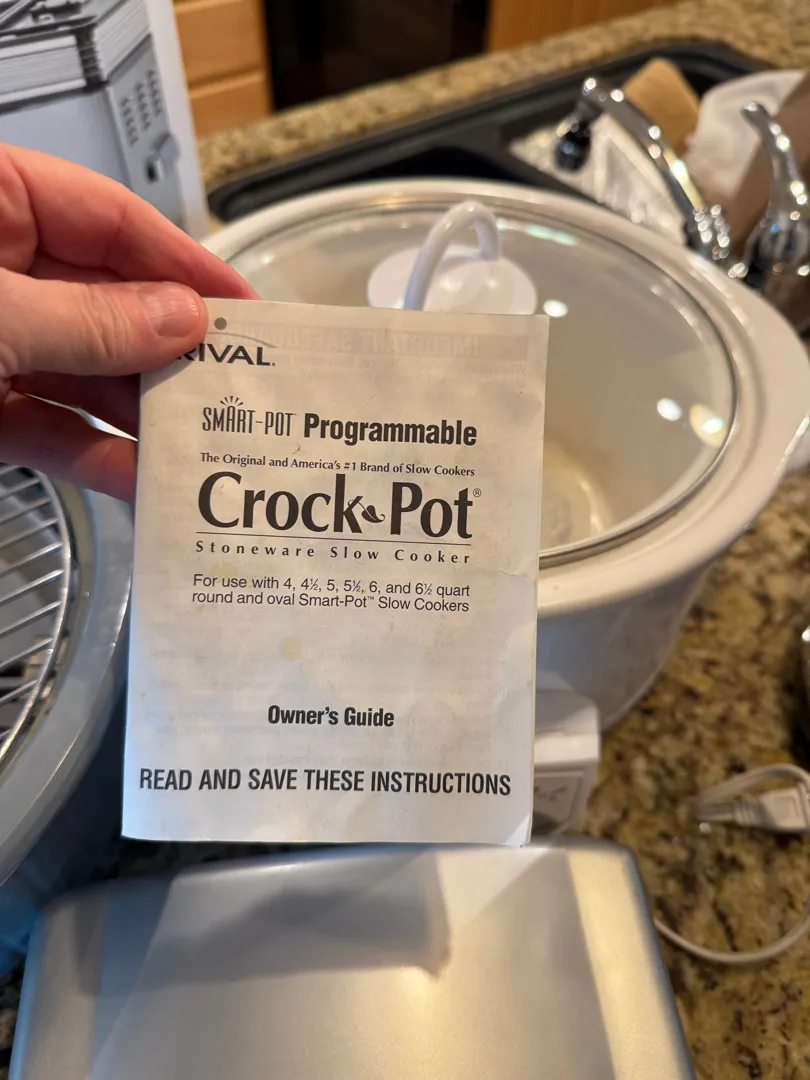 RIVAL.
SMART-POT™ Programmable
The Original and America's #1 Brand of Slow Cookers
Crock Pot®
Stoneware Slow Cooker
For use with 4, 4½, 5, 5½, 6, and 6½ quart
round and oval Smart-Pot™ Slow Cookers
Owner's Guide
READ AND SAVE THESE INSTRUCTIONS